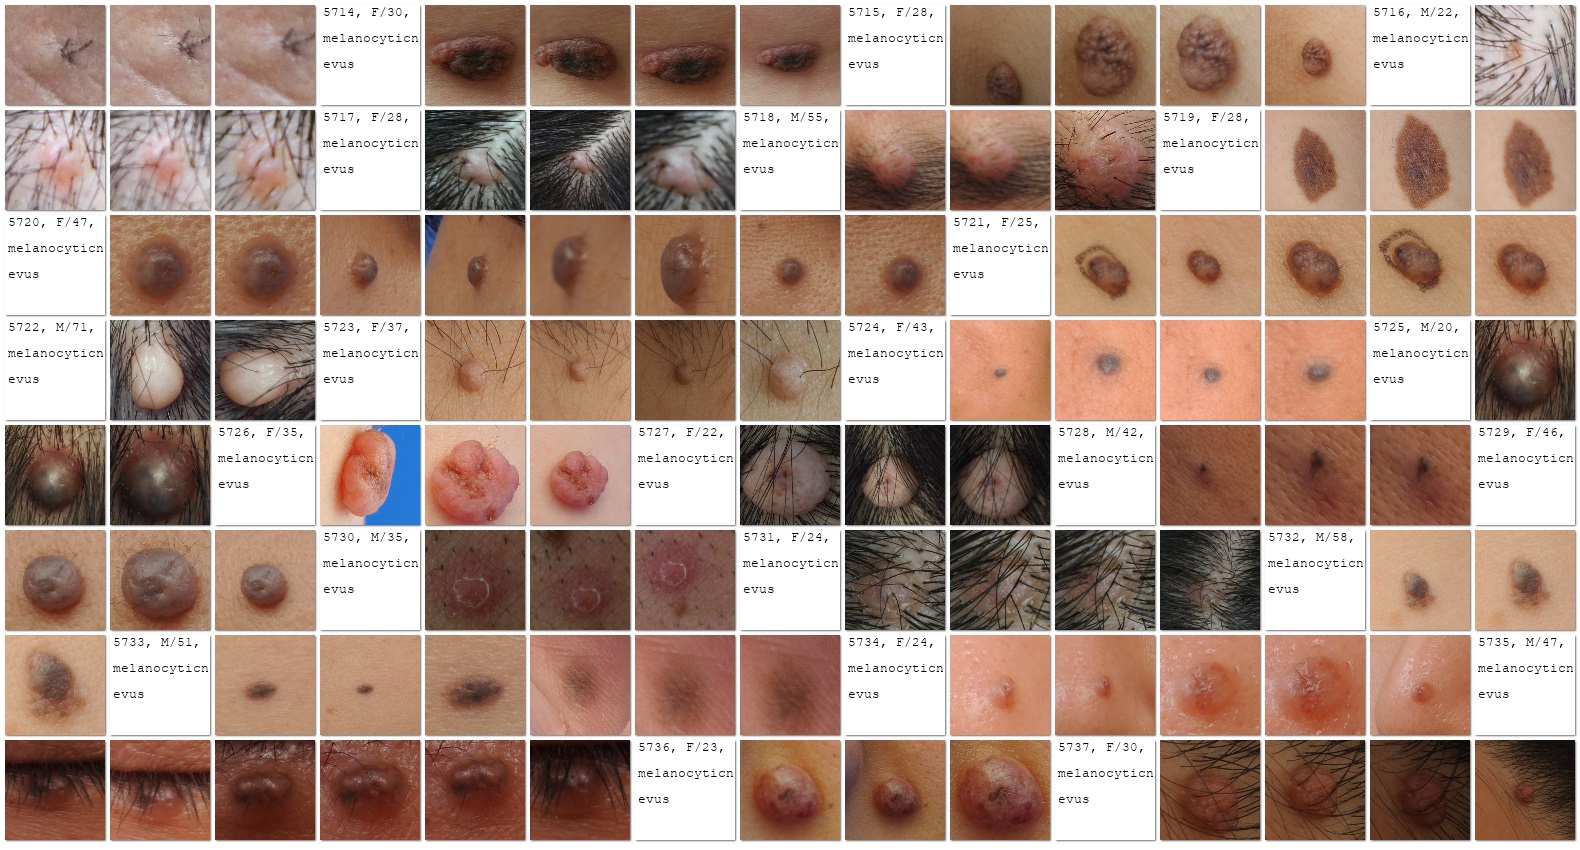 5714, F/30,
melanocyticn
evus
5715, F/28,
melanocyticn
evus
5716, M/22,
melanocyticn
evus
5717, F/28,
melanocyticn
evus
5718, M/55,
melanocyticn
evus
5719, F/28,
melanocyticn
evus
5720, F/47,
melanocyticn
evus
5721, F/25,
melanocyticn
evus
5722, M/71,
melanocyticn
evus
5723, F/37,
melanocyticn
evus
5724, F/43,
melanocyticn
evus
5725, M/20,
melanocyticn
evus
5726, F/35,
melanocyticn
evus
5727, F/22,
melanocyticn
evus
5728, M/42,
melanocyticn
evus
5729, F/46,
melanocyticn
evus
5730, M/35,
melanocyticn
evus
5731, F/24,
melanocyticn
evus
5732, M/58,
melanocyticn
evus
5733, M/51,
melanocyticn
evus
5734, F/24,
melanocyticn
evus
5735, M/47,
melanocyticn
evus
5736, F/23,
melanocyticn
evus
5737, F/30,
melanocyticn
evus